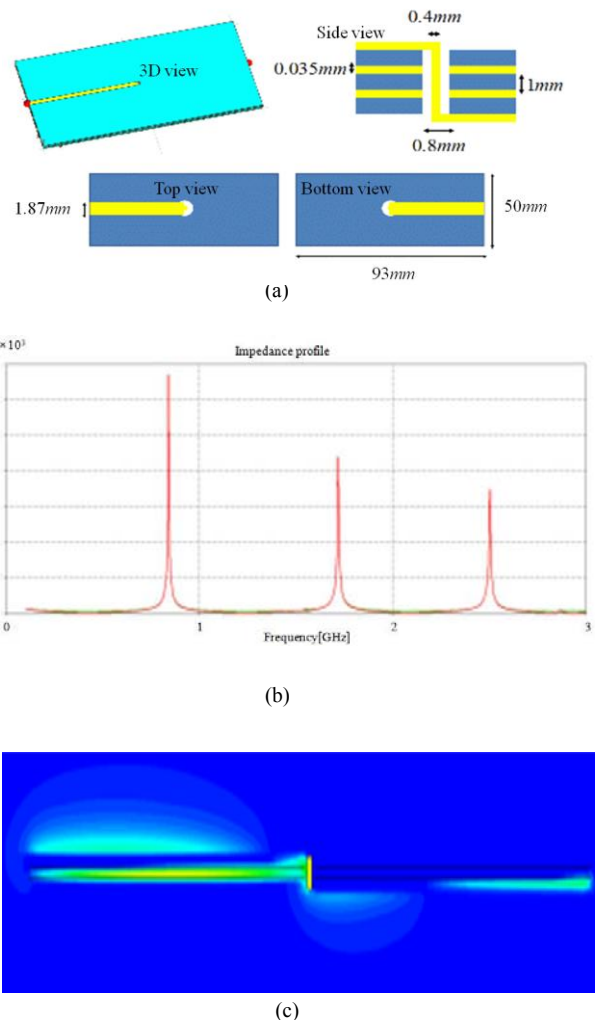 3D view
Side view
0.4mm
0.035mm
1mm
0.8mm
Top view
Bottom view
1.87mm
50mm
93mm
(a)
×10³
Impedance profile
0 1 2 3
Frequency[GHz]
(b)
(c)